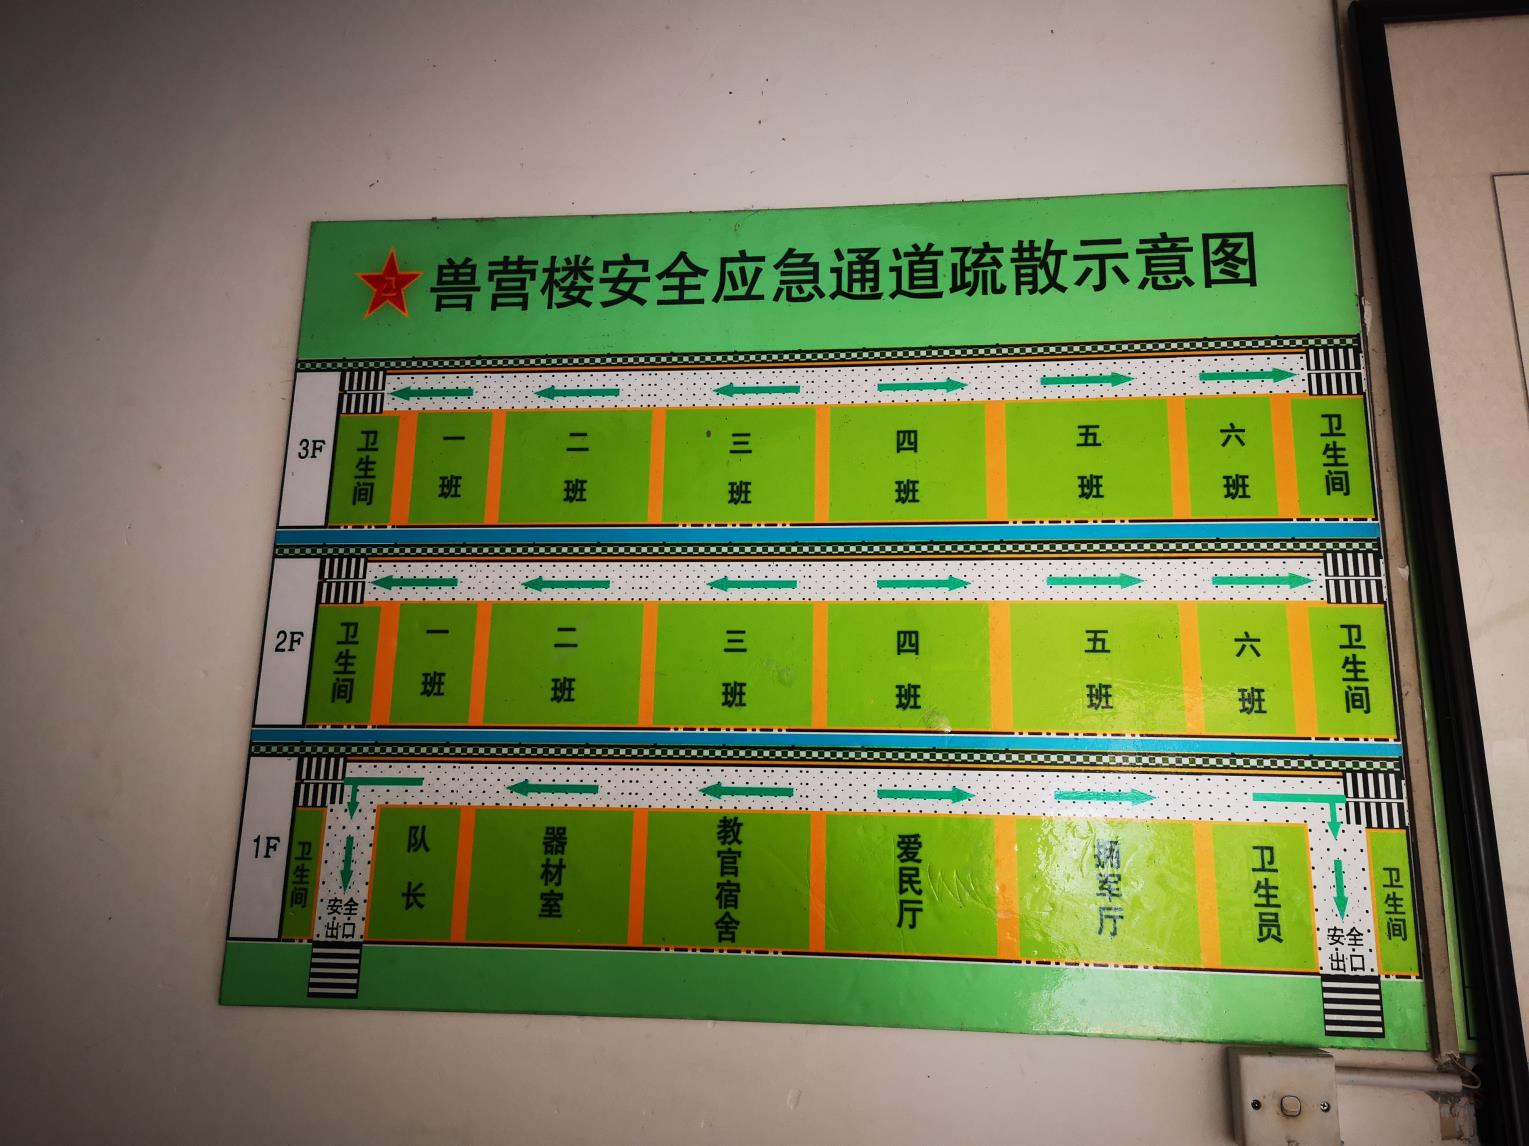 八一
兽营楼安全应急通道疏散示意图
3F
卫生间
一班
二班
三班
四班
五班
六班
卫生间
2F
卫生间
一班
二班
三班
四班
五班
六班
卫生间
1F
卫生间
安全
出口
队长
器材室
教官宿舍
爱民厅
拥军厅
卫生员
安全
出口
卫生间